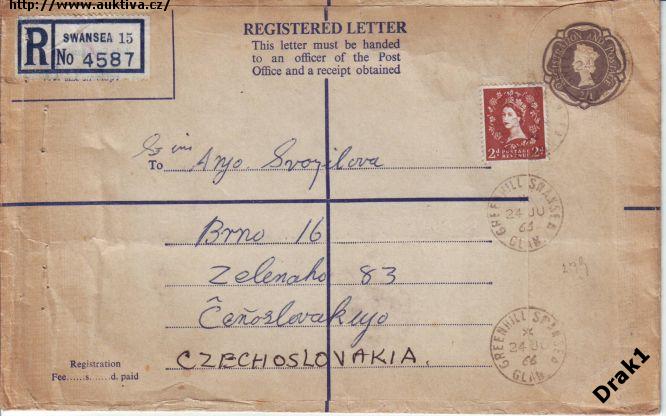 http://www.auktiva.cz/
R
SWANSEA 15
No 4587
REGISTERED LETTER
This letter must be handed
to an officer of the Post
Office and a receipt obtained
2d POSTAGE REVENUE 2d
To Anjo. Svozilova
GREENHILL SWANSEA
24 JU
66
GLAM.
Brno 16
Zelenaho 83
Čeňozlovakyo
CZECHOSLOVAKIA.
GREENHILL SWANSEA
24 JU
66
GLAM.
Registration
Fee......s......d. paid
Drak1